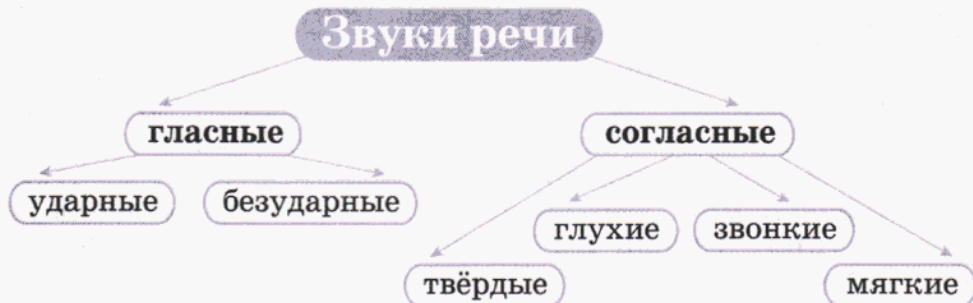 Звуки речи
гласные согласные
ударные безударные
глухие звонкие
твёрдые мягкие